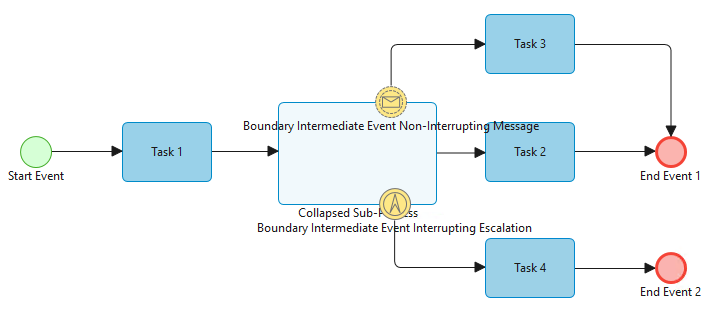 Task 3
Boundary Intermediate Event Non-Interrupting Message
Start Event
Task 1
Task 2
End Event 1
Collapsed Sub-P
ss
Boundary Intermediate Event Interrupting Escalation
Task 4
End Event 2